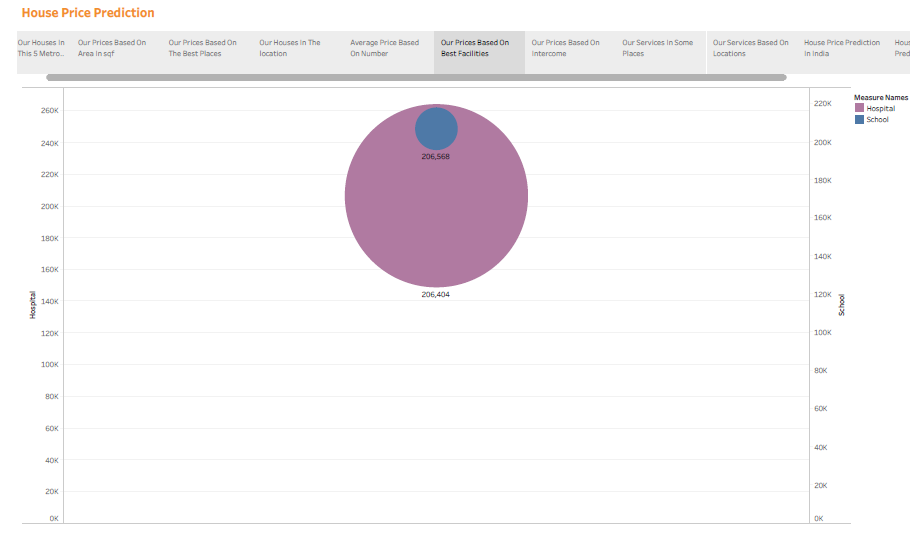 House Price Prediction
Our Houses In
This 5 Metro...
Our Prices Based On
Area In sqf
Our Prices Based On
The Best Places
Our Houses In The
location
Average Price Based
On Number
Our Prices Based On
Best Facilities
Our Prices Based On
Intercome
Our Services In Some
Places
Our Services Based On
Locations
House Price Prediction
In India
Hous
Pred
260K
240K
220K
200K
180K
160K
140K
120K
100K
80K
60K
40K
20K
0K
Hospital
206,568
206,404
220K
200K
180K
160K
140K
120K
100K
80K
60K
40K
20K
0K
School
Measure Names
Hospital
School